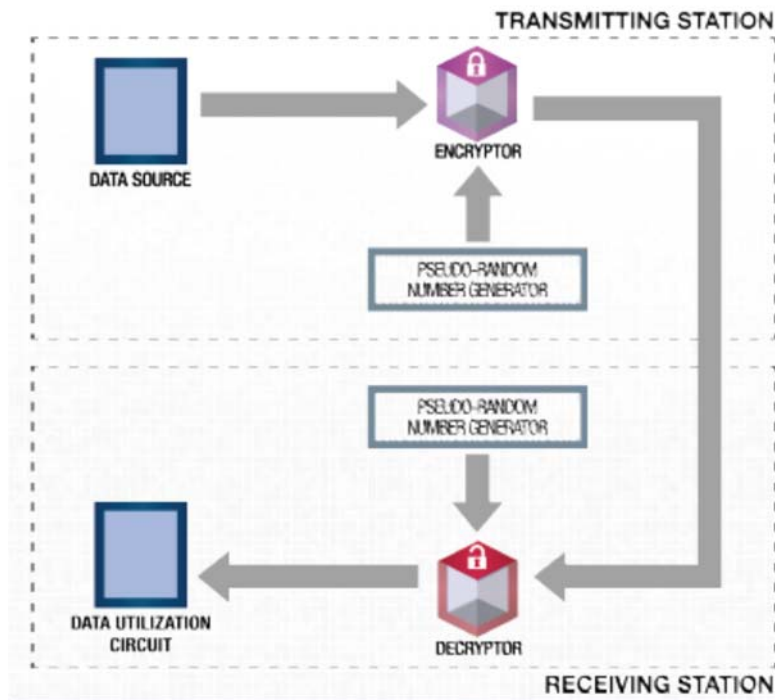 TRANSMITTING STATION
DATA SOURCE
ENCRYPTOR
PSEUDO-RANDOM
NUMBER GENERATOR
PSEUDO-RANDOM
NUMBER GENERATOR
DATA UTILIZATION
CIRCUIT
DECRYPTOR
RECEIVING STATION